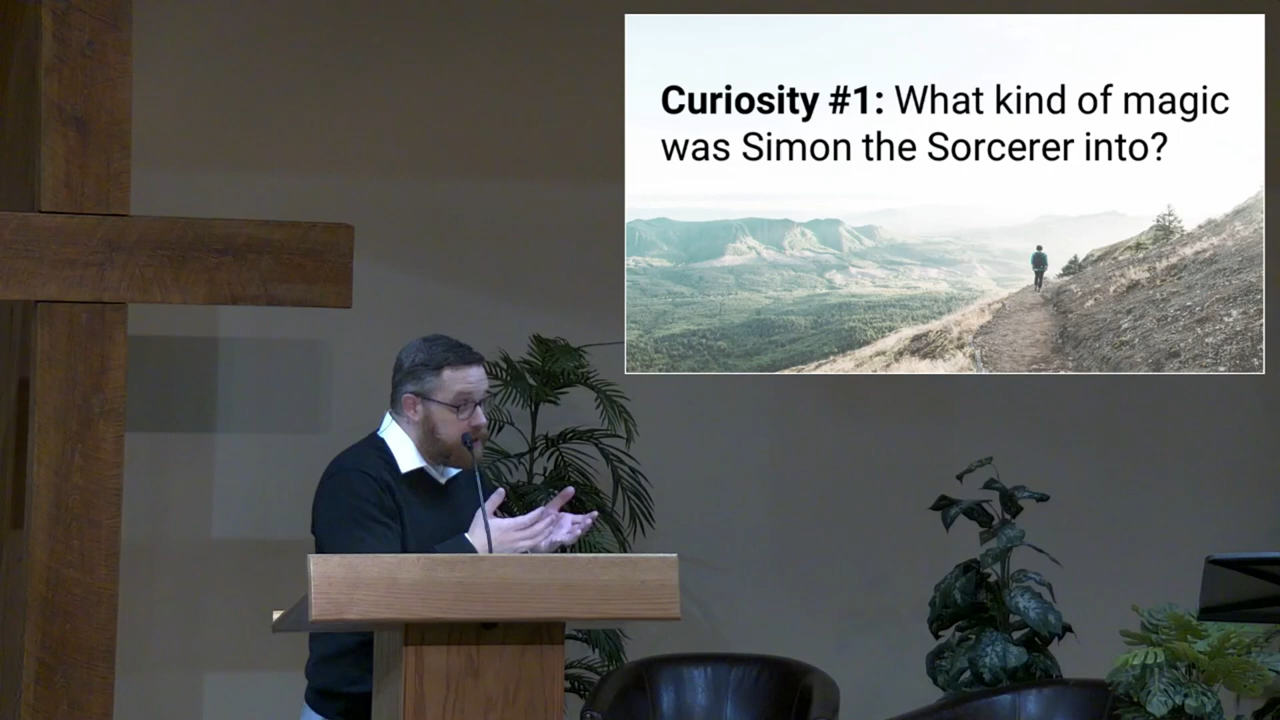 Curiosity #1: What kind of magic
was Simon the Sorcerer into?